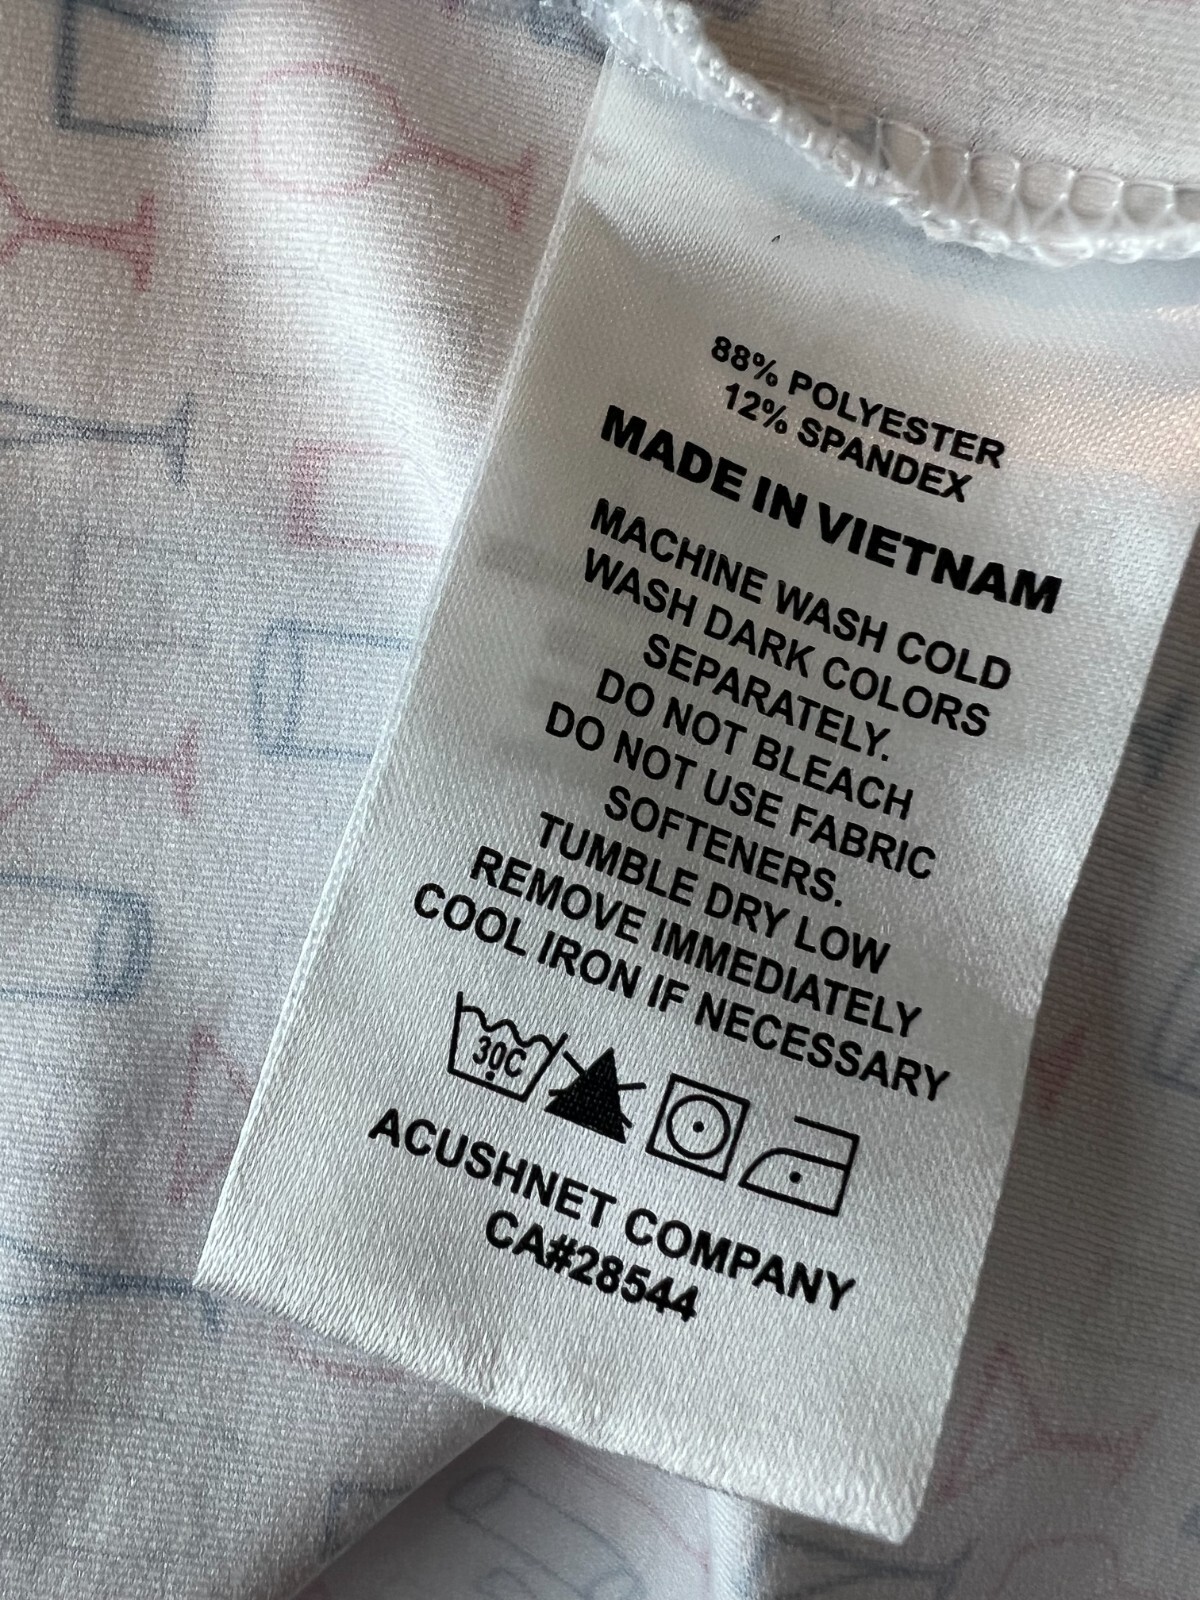 88% POLYESTER
12% SPANDEX
MADE IN VIETNAM
MACHINE WASH COLD
WASH DARK COLORS
SEPARATELY.
DO NOT BLEACH
DO NOT USE FABRIC
SOFTENERS.
TUMBLE DRY LOW
REMOVE IMMEDIATELY
COOL IRON IF NECESSARY
30C
ACUSHNET COMPANY
CA#28544